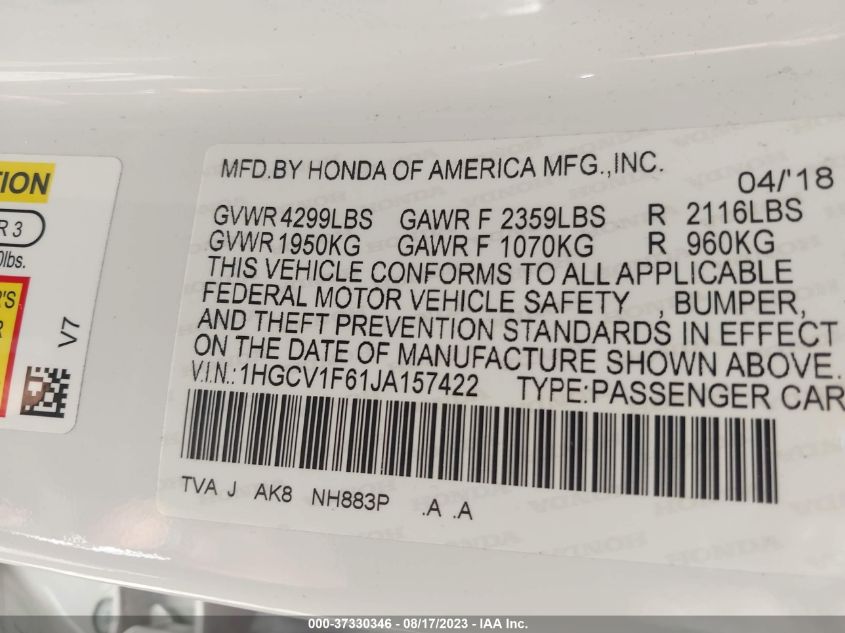 TION
R 3
0lbs.
'S
R
V7
MFD.BY HONDA OF AMERICA MFG.,INC. 04/'18
GVWR 4299LBS GAWR F 2359LBS R 2116LBS
GVWR 1950KG GAWR F 1070KG R 960KG
THIS VEHICLE CONFORMS TO ALL APPLICABLE
FEDERAL MOTOR VEHICLE SAFETY , BUMPER,
AND THEFT PREVENTION STANDARDS IN EFFECT
ON THE DATE OF MANUFACTURE SHOWN ABOVE.
V.I.N.:1HGCV1F61JA157422 TYPE:PASSENGER CAR
TVA J AK8 NH883P .A .A
000-37330346 - 08/17/2023 - IAA Inc.